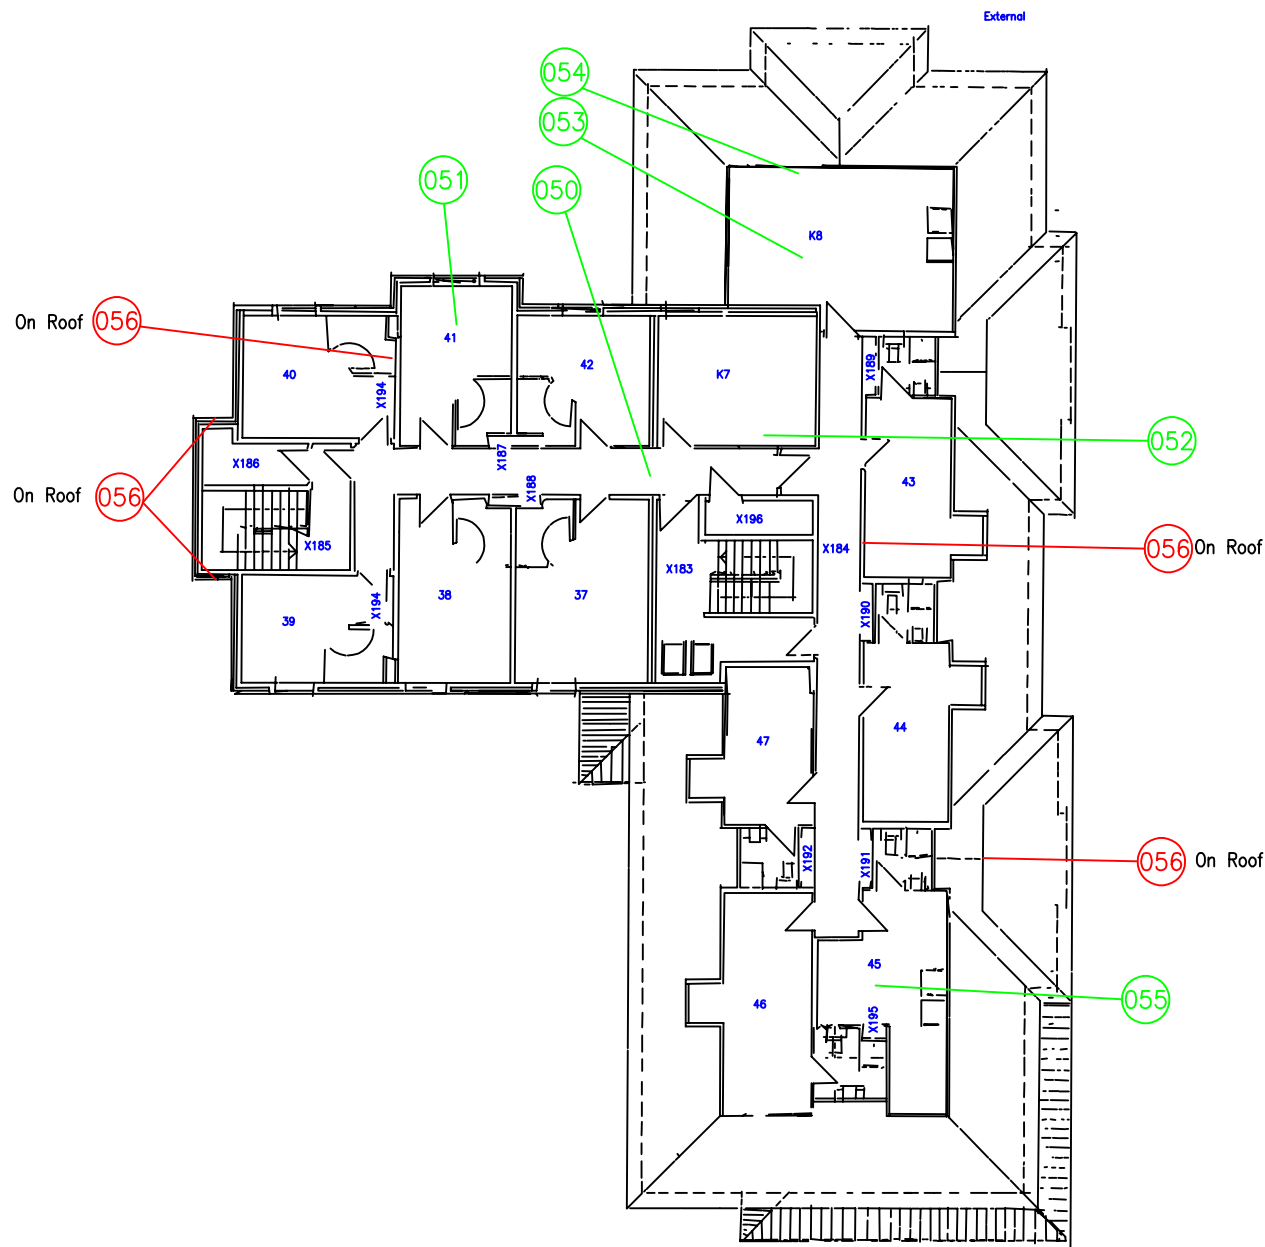 External
054
053
051
050
K8
On Roof 056
41
42
K7
X189
40
X194
052
X186
X187
43
X188
On Roof 056
X196
X185
X184
056 On Roof
X183
38
37
X194
39
X190
44
47
X192
X191
056 On Roof
45
055
46
X195